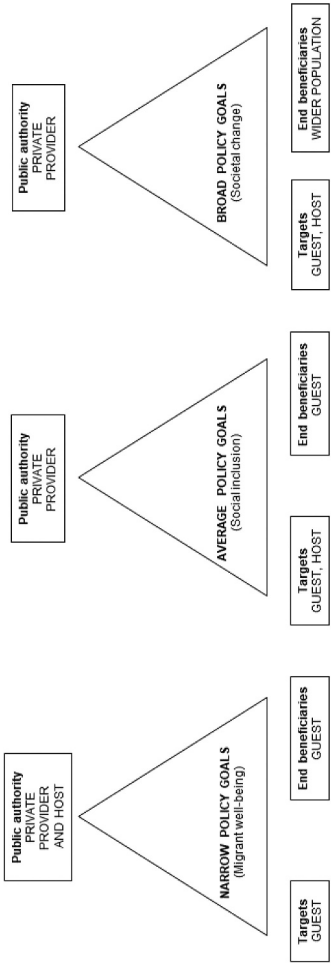 Public authority
PRIVATE
PROVIDER
AND HOST
NARROW POLICY GOALS
(Migrant well-being)
Targets
GUEST
End beneficiaries
GUEST
Public authority
PRIVATE
PROVIDER
AVERAGE POLICY GOALS
(Social inclusion)
Targets
GUEST, HOST
End beneficiaries
GUEST
Public authority
PRIVATE
PROVIDER
BROAD POLICY GOALS
(Societal change)
Targets
GUEST, HOST
End beneficiaries
WIDER POPULATION